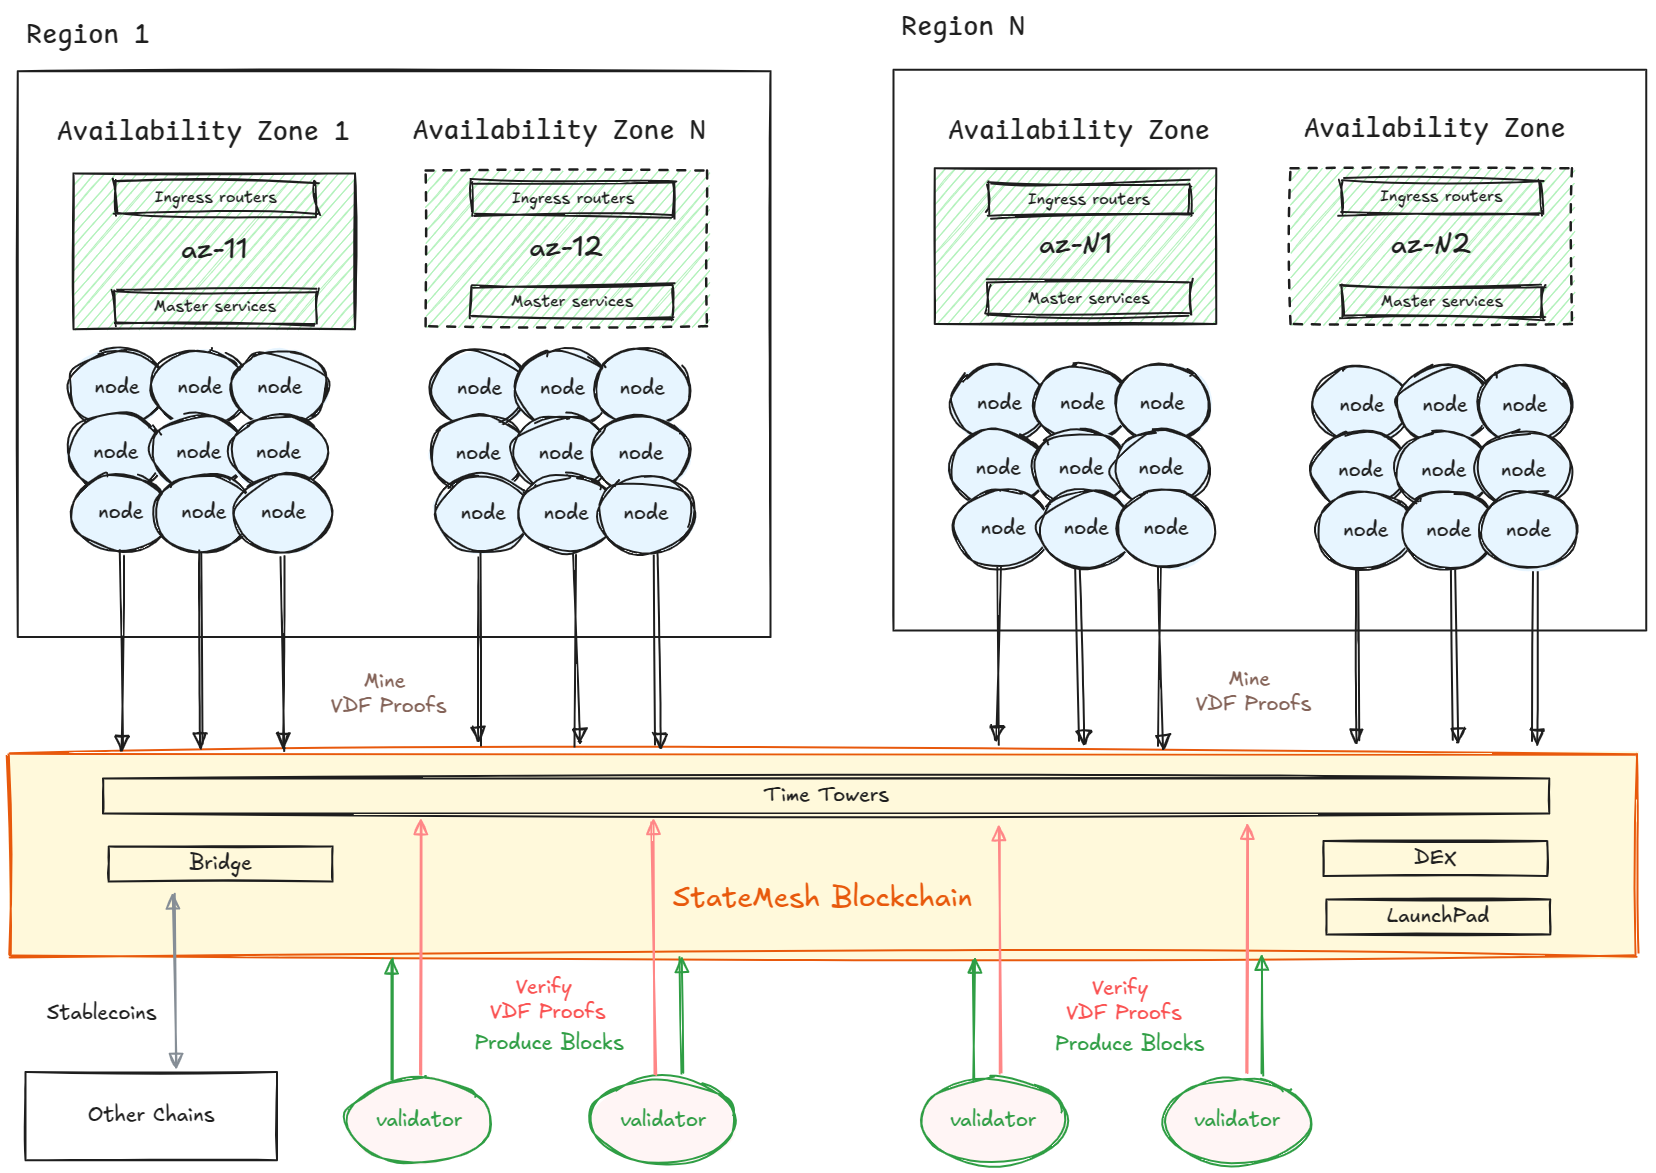 Region 1
Region N
Availability Zone 1
Availability Zone N
Availability Zone
Availability Zone
Ingress routers
az-11
Master services
Ingress routers
az-12
Master services
Ingress routers
az-N1
Master services
Ingress routers
az-N2
Master services
node node node
node node node
node node node
node node node
node node node
node node node
node node node
node node node
node node node
node node node
node node node
node node node
Mine
VDF Proofs
Mine
VDF Proofs
Time Towers
Bridge
StateMesh Blockchain
DEX
LaunchPad
Stablecoins
Verify
VDF Proofs
Produce Blocks
Verify
VDF Proofs
Produce Blocks
Other Chains
validator
validator
validator
validator